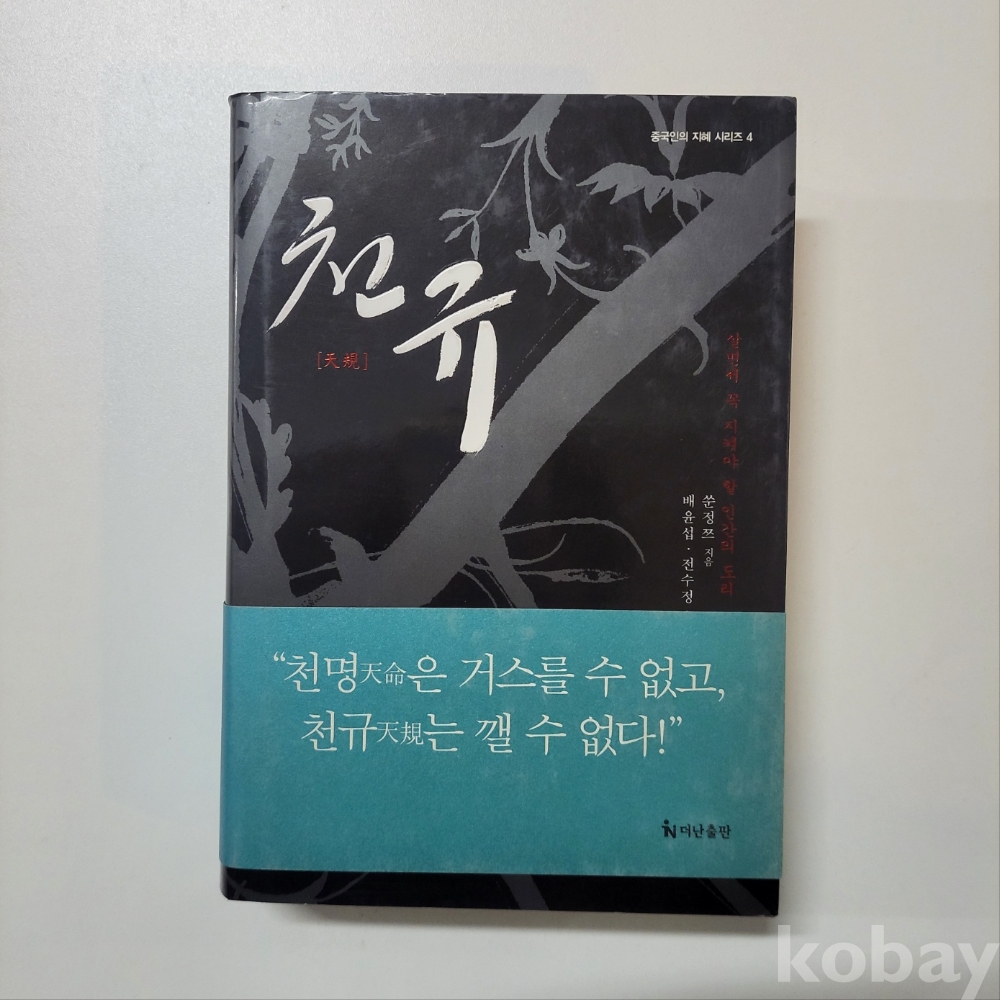 중국인의 지혜 시리즈 4
천규
[天規]
살면서 꼭 지켜야 할 인간의 도리
쑨정쯔 지음
배윤섭·전수정
“천명天命은 거스를 수 없고,
천규天規는 깰 수 없다!”
더난출판
kobay